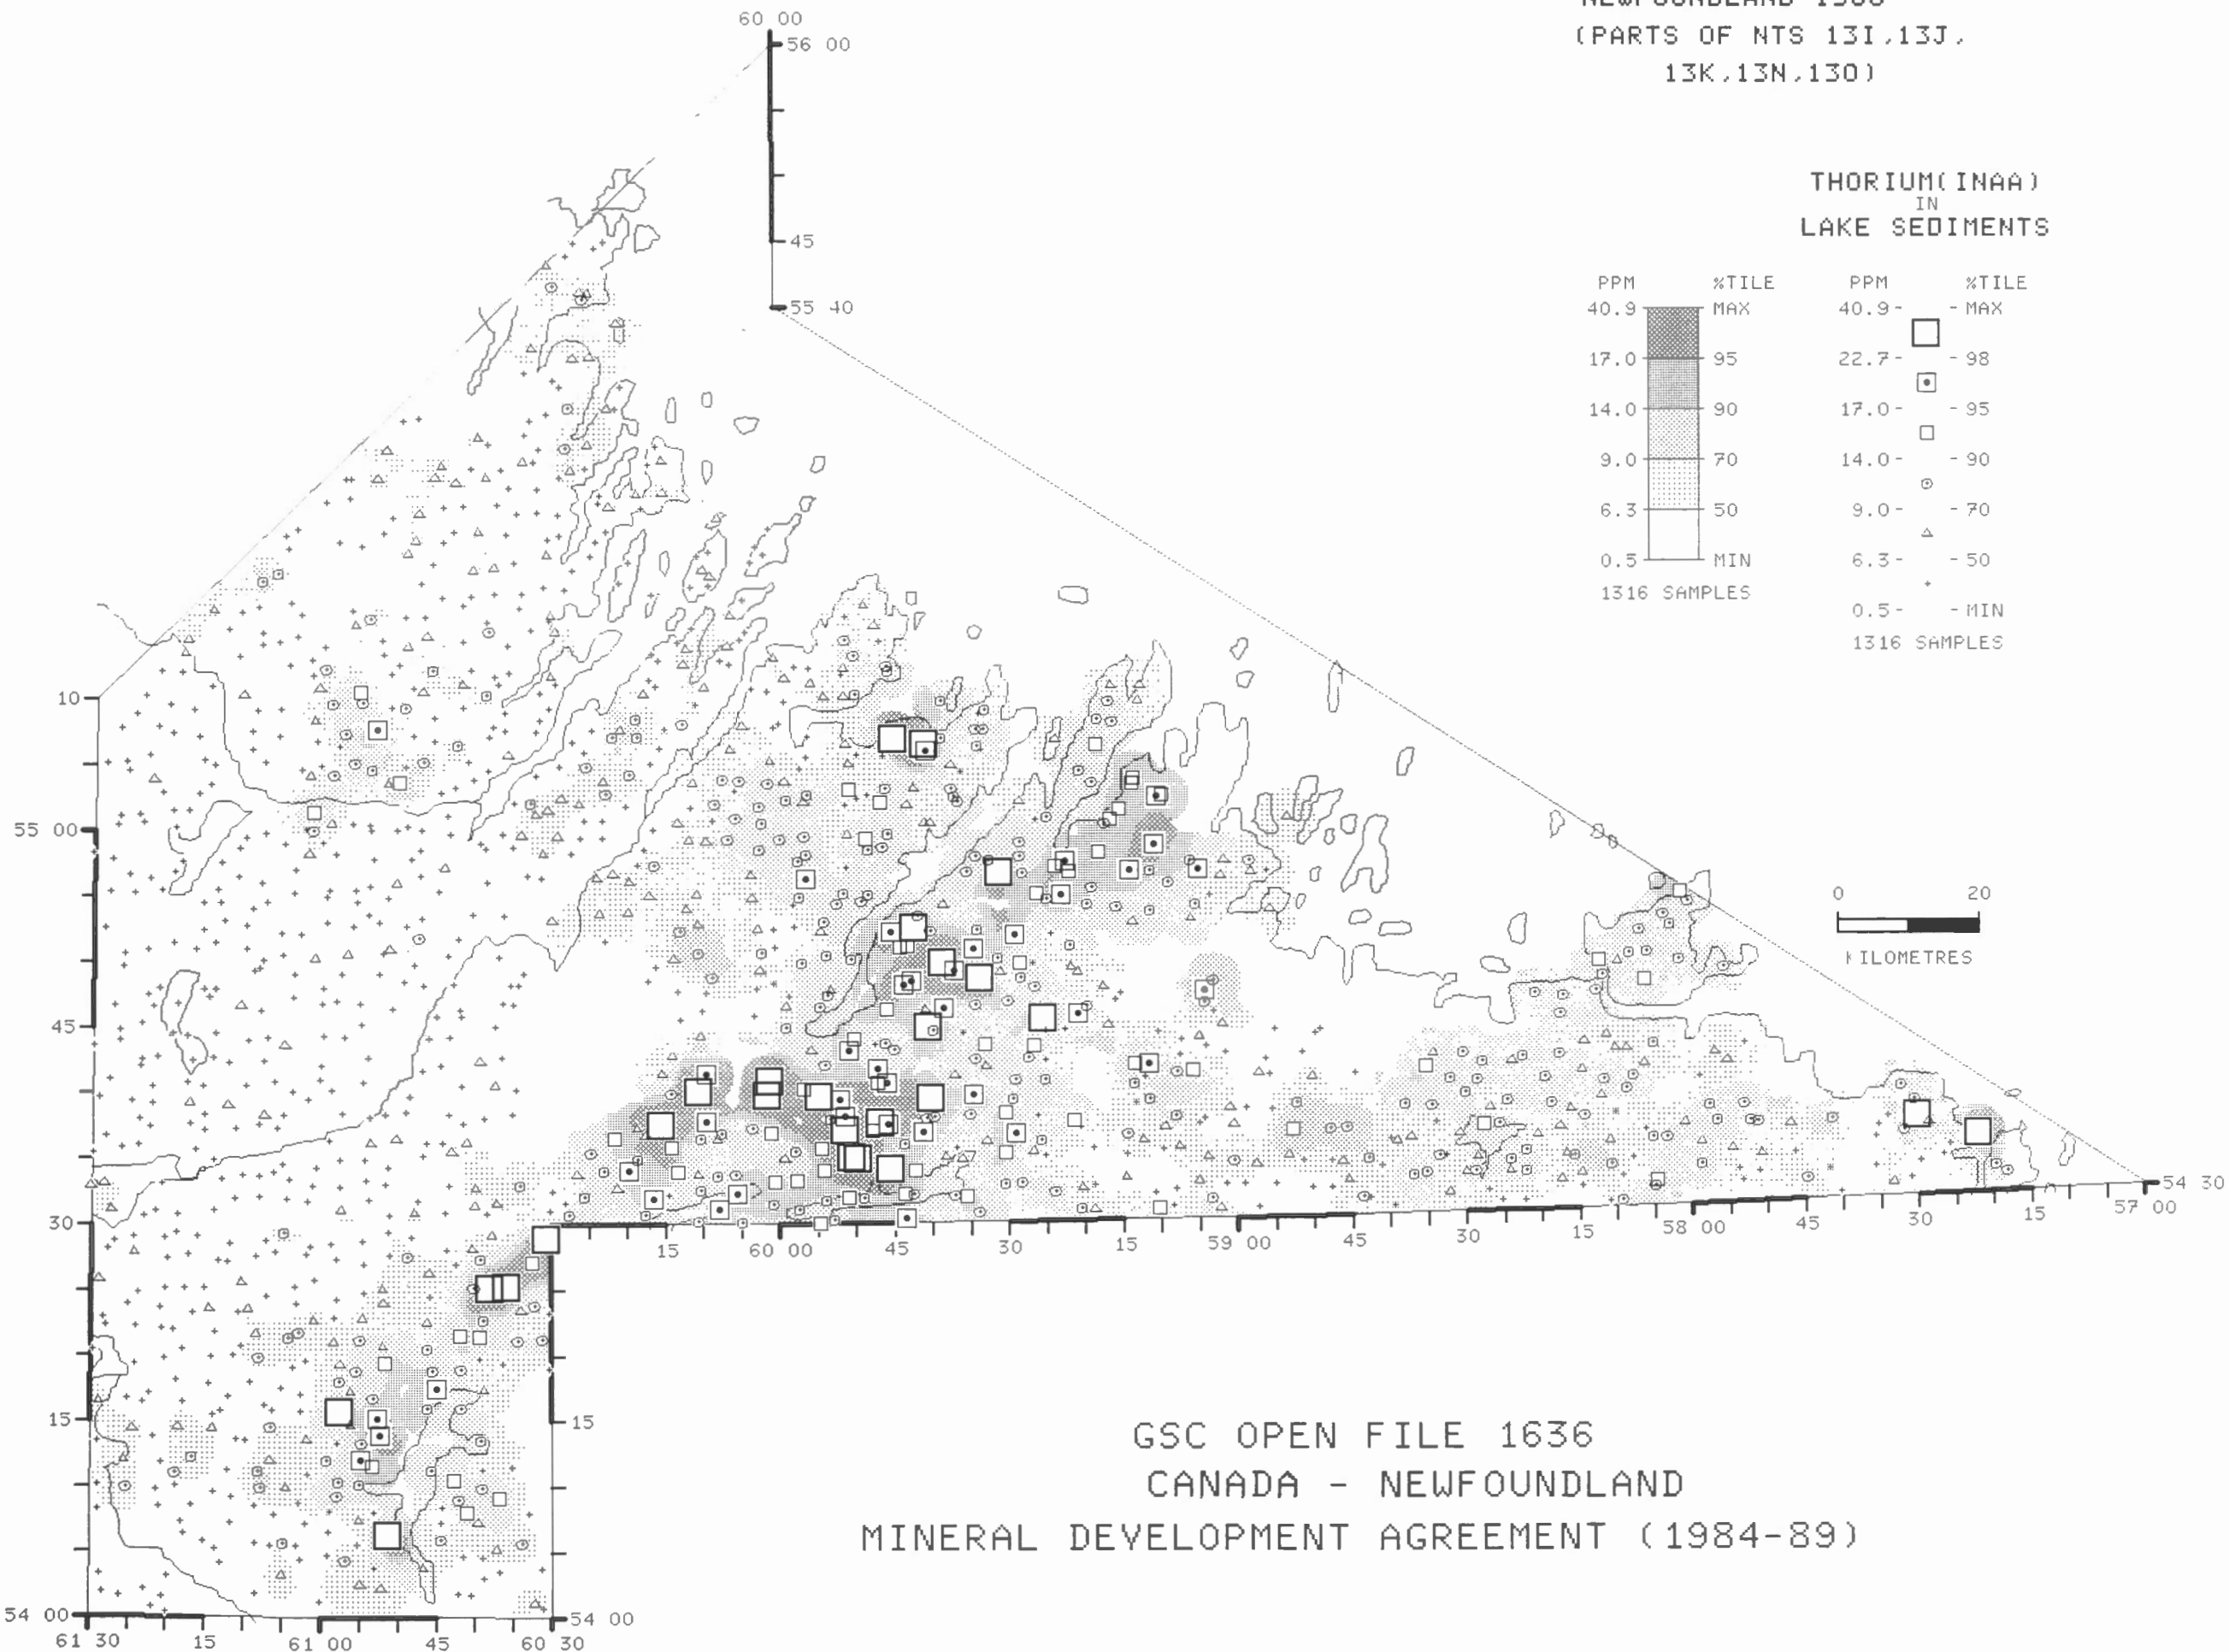 NEWFOUNDLAND 1988
(PARTS OF NTS 13I,13J,
13K,13N,13O)
THORIUM(INAA)
IN
LAKE SEDIMENTS
PPM %TILE
40.9 MAX
17.0 95
14.0 90
9.0 70
6.3 50
0.5 MIN
1316 SAMPLES
PPM %TILE
40.9- - MAX
22.7- - 98
17.0- - 95
14.0- - 90
9.0- - 70
6.3- - 50
0.5- - MIN
1316 SAMPLES
60 00
56 00
45
55 40
10
55 00
45
30
15
54 00
0 20
KILOMETRES
54 30
57 00
15
30
45
58 00
15
30
45
59 00
15
30
45
60 00
15
15
54 00
61 30 15 61 00 45 60 30
GSC OPEN FILE 1636
CANADA - NEWFOUNDLAND
MINERAL DEVELOPMENT AGREEMENT (1984-89)